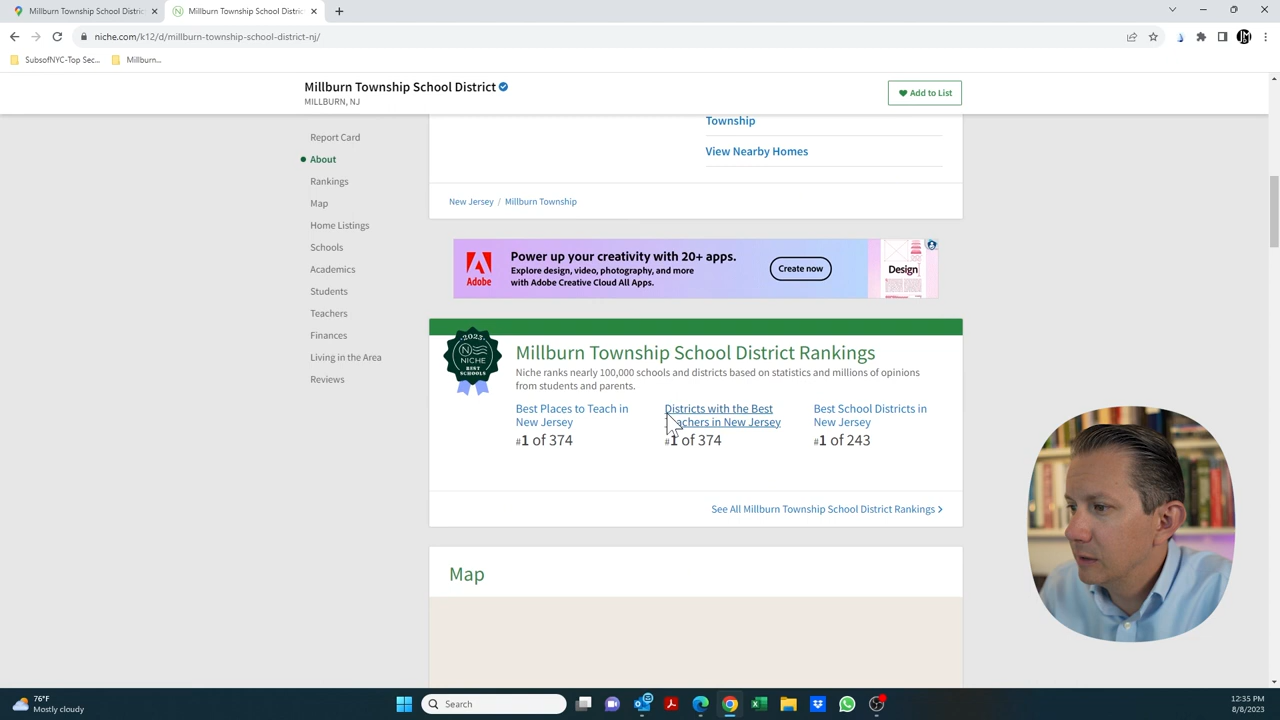 Millburn Township School Distric
Millburn Township School Distric
niche.com/k12/d/millburn-township-school-district-nj/
SubsofNYC-Top Sec...
Millburn...
Millburn Township School District
MILLBURN, NJ
Add to List
Report Card
About
Rankings
Map
Home Listings
Schools
Academics
Students
Teachers
Finances
Living in the Area
Reviews
Township
View Nearby Homes
New Jersey / Millburn Township
Adobe
Power up your creativity with 20+ apps.
Explore design, video, photography, and more
with Adobe Creative Cloud All Apps.
Create now
Design
2023
NICHE
BEST
SCHOOLS
Millburn Township School District Rankings
Niche ranks nearly 100,000 schools and districts based on statistics and millions of opinions
from students and parents.
Best Places to Teach in
New Jersey
#1 of 374
Districts with the Best
Teachers in New Jersey
#1 of 374
Best School Districts in
New Jersey
#1 of 243
See All Millburn Township School District Rankings
Map
76°F
Mostly cloudy
Search
12:35 PM
8/8/2023